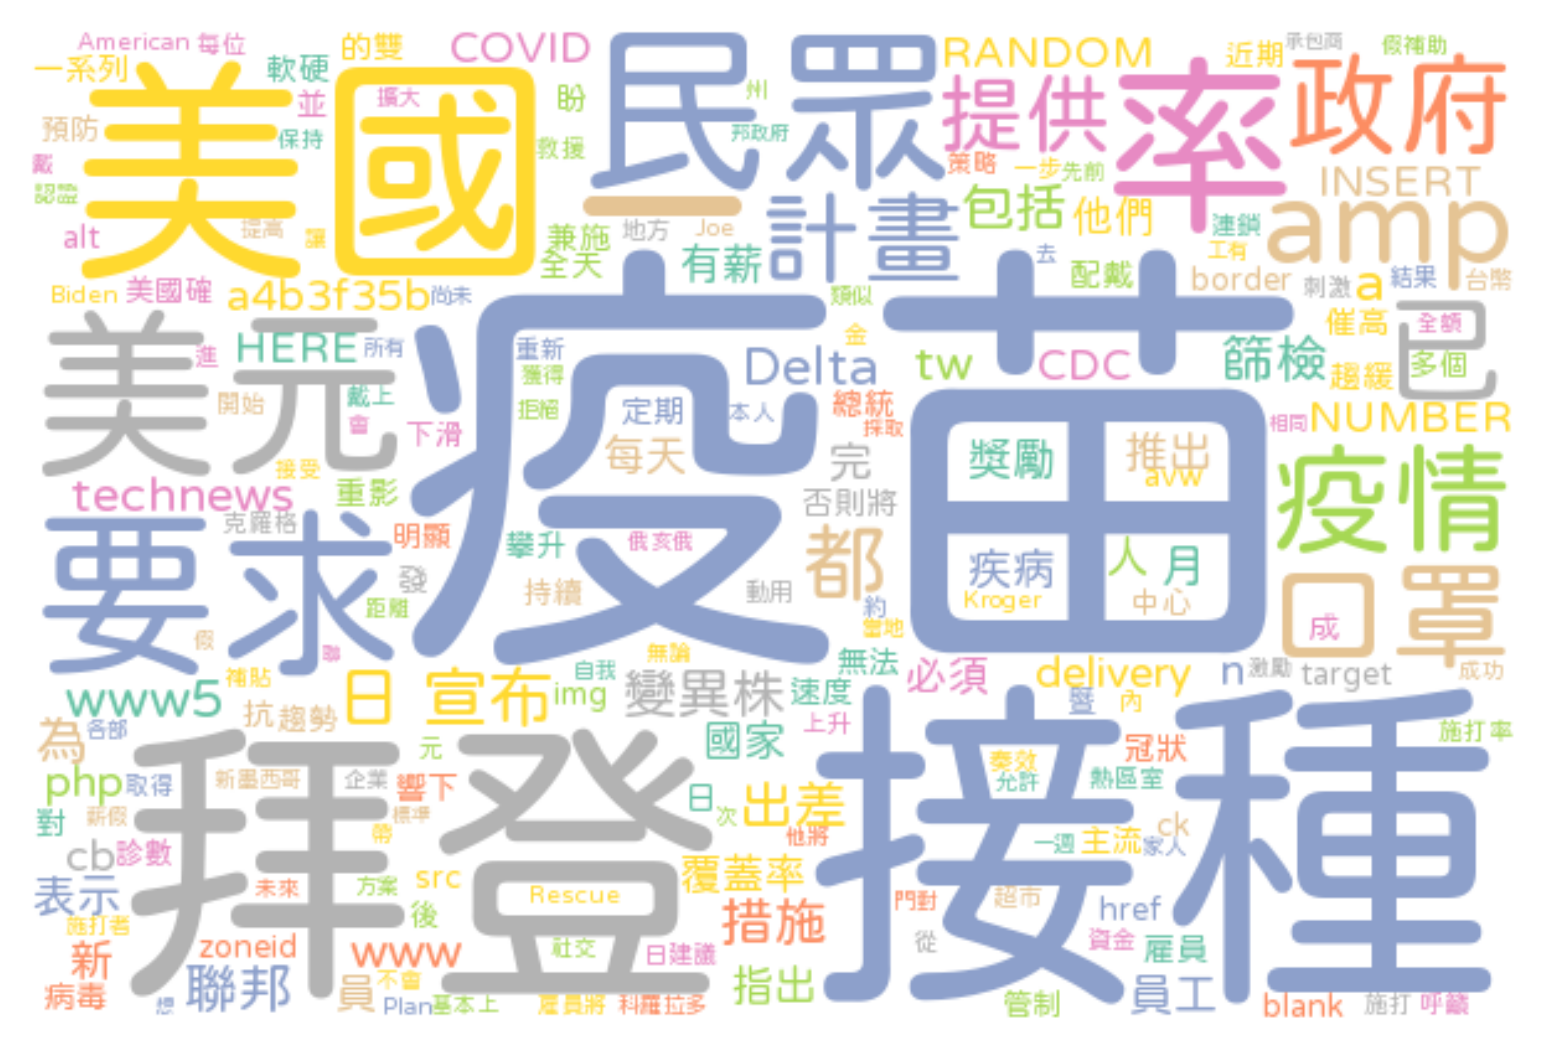 American 每位
的雙
COVID
民眾
RANDOM
近期
承包商
假補助
一系列
軟硬
美國
並
擴大
盼
州
提供
率
政府
預防
保持
救援
邦政府
策略
一步
先前
戴
INSERT
alt
提高
讓
兼施
地方
Joe
計畫
包括
他們
連鎖
工有
amp
全天
有薪
去
配戴
border
刺激
a
結果
台幣
Biden
美國確
a4b3f35b
尚未
類似
疫苗
催高
已
全額
美元
進
HERE
所有
重新
金
Delta
tw
CDC
篩檢
趨緩
多個
獲得
開始
戴上
會
下滑
拒絕
定期
本人
總統
採取
相同
NUMBER
接受
每天
完
獎勵
推出
avw
疫情
technews
重影
否則將
要求
克羅格
明顯
攀升
俄亥俄
都
疾病
人
月
發
距離
持續
動用
約
當地
Kroger
中心
口罩
成
假
聯
無論
自我
無法
必須
delivery
n
激勵
target
成功
www5
補貼
日
宣布
img
變異株
速度
暨
內
為
各部
抗
趨勢
國家
上升
接種
施打率
拜登
元
冠狀
奏效
允許
熱區室
php
取得
新墨西哥
企業
響下
日
次
出差
他將
對
薪假
標準
帶
一週
主流
ck
家人
cb
診數
表示
未來
方案
src
Rescue
覆蓋率
超市
href
施打者
後
措施
門對
從
資金
雇員
新
zoneid
www
社交
日建議
病毒
想
聯邦
員
不會
Plan
基本上
雇員將
科羅拉多
指出
管制
員工
blank
施打
呼籲